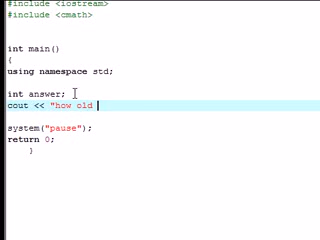 #include <iostream>
#include <cmath>
int main()
{
using namespace std;
int answer;
cout << "how old
system("pause");
return 0;
}